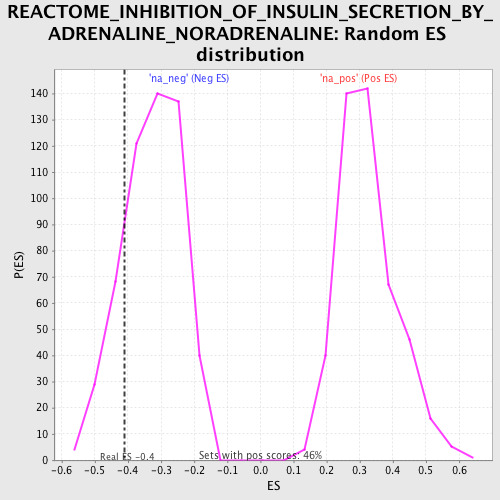 REACTOME_INHIBITION_OF_INSULIN_SECRETION_BY_
ADRENALINE_NORADRENALINE: Random ES
distribution
'na_neg' (Neg ES)
'na_pos' (Pos ES)
140
130
120
110
100
90
80
70
60
50
40
30
20
10
0
P(ES)
Real ES -0.4
Sets with pos scores: 46%
-0.6 -0.5 -0.4 -0.3 -0.2 -0.1 0.0 0.1 0.2 0.3 0.4 0.5 0.6
ES